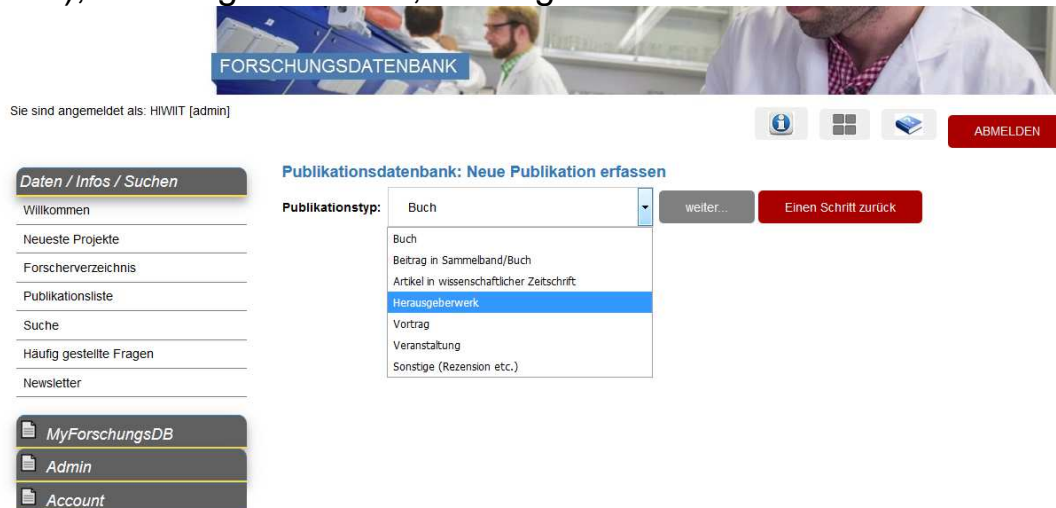 FORSCHUNGSDATENBANK
Sie sind angemeldet als: HIWIIT [admin]
ABMELDEN
Daten / Infos / Suchen
Willkommen
Neueste Projekte
Forscherverzeichnis
Publikationsliste
Suche
Häufig gestellte Fragen
Newsletter
MyForschungsDB
Admin
Account
Publikationsdatenbank: Neue Publikation erfassen
Publikationstyp: Buch weiter... Einen Schritt zurück
Buch
Beitrag in Sammelband/Buch
Artikel in wissenschaftlicher Zeitschrift
Herausgeberwerk
Vortrag
Veranstaltung
Sonstige (Rezension etc.)